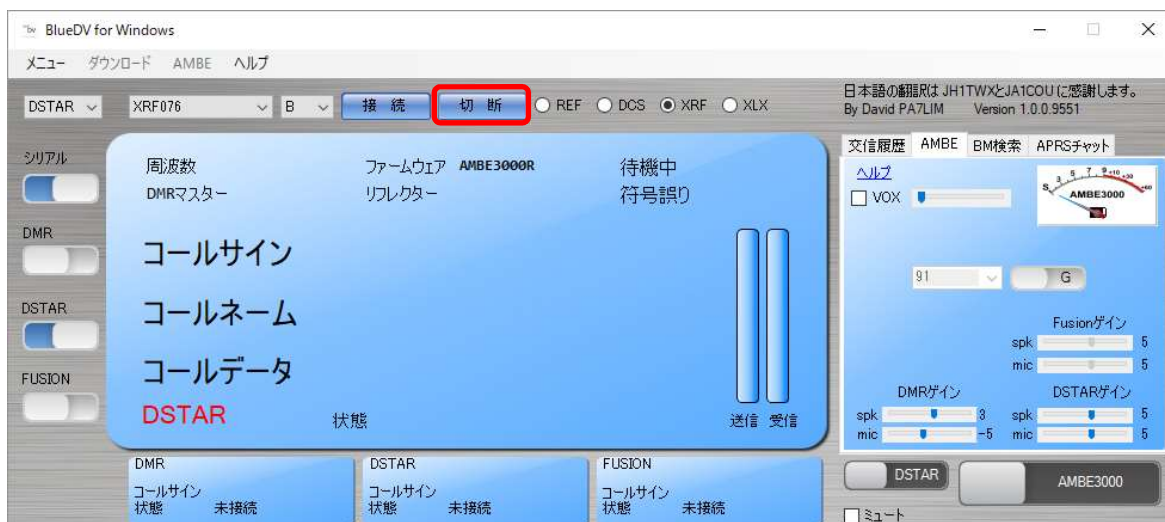 BlueDV for Windows
メニュー ダウンロード AMBE ヘルプ
DSTAR XRF076 B 接 続 切 断 REF DCS XRF XLX
日本語の翻訳は JH1TWXとJA1COU に感謝します。
By David PA7LIM Version 1.0.0.9551
シリアル
DMR
DSTAR
FUSION
周波数 ファームウェア AMBE3000R 待機中
DMRマスター リフレクター 符号誤り
コールサイン
コールネーム
コールデータ
DSTAR 状態 送信 受信
交信履歴 AMBE BM検索 APRSチャット
ヘルプ
VOX
S 3 5 7 9 +10 +30 +60
AMBE3000
91 G
Fusionゲイン
spk 5
mic 5
DMRゲイン DSTARゲイン
spk 3 spk 5
mic -5 mic 5
DMR
コールサイン
状態 未接続
DSTAR
コールサイン
状態 未接続
FUSION
コールサイン
状態 未接続
DSTAR AMBE3000
ミュート